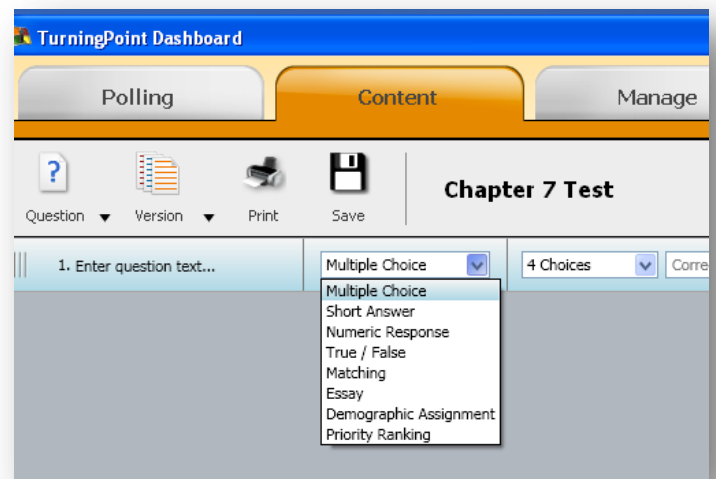 TurningPoint Dashboard
Polling Content Manage
?
Question Version Print Save Chapter 7 Test
1. Enter question text... Multiple Choice 4 Choices Corre
Multiple Choice
Short Answer
Numeric Response
True / False
Matching
Essay
Demographic Assignment
Priority Ranking